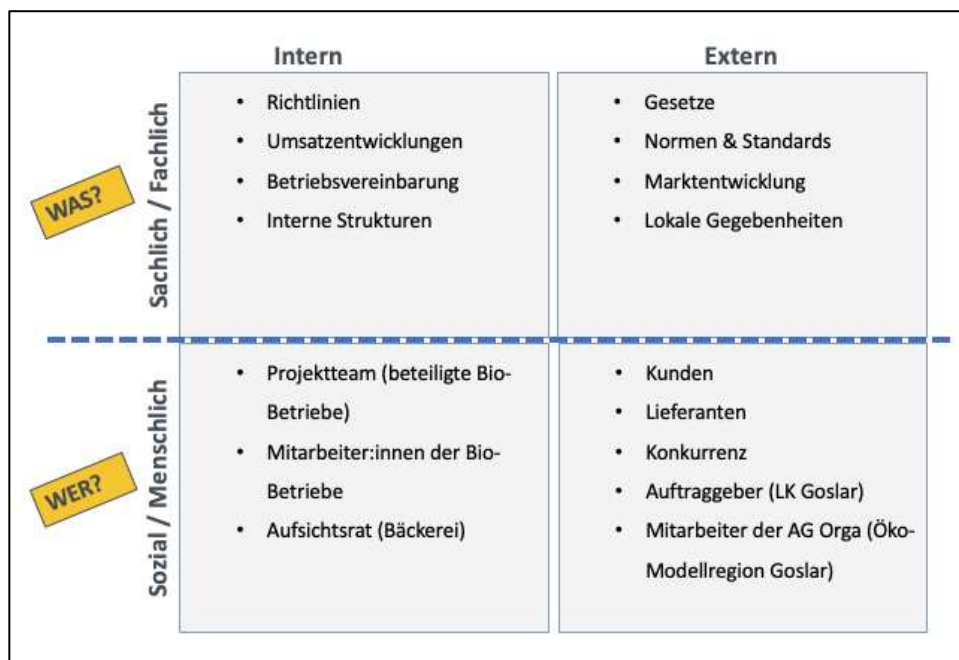 Intern
Extern
WAS?
Sachlich / Fachlich
• Richtlinien
• Umsatzentwicklungen
• Betriebsvereinbarung
• Interne Strukturen
• Gesetze
• Normen & Standards
• Marktentwicklung
• Lokale Gegebenheiten
WER?
Sozial / Menschlich
• Projektteam (beteiligte Bio-
Betriebe)
• Mitarbeiter:innen der Bio-
Betriebe
• Aufsichtsrat (Bäckerei)
• Kunden
• Lieferanten
• Konkurrenz
• Auftraggeber (LK Goslar)
• Mitarbeiter der AG Orga (Öko-
Modellregion Goslar)